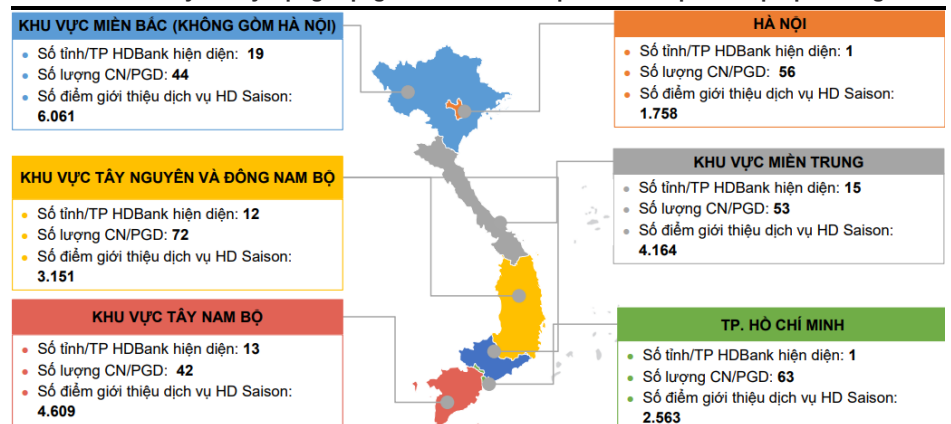 KHU VỰC MIỀN BẮC (KHÔNG GỒM HÀ NỘI)
Số tỉnh/TP HDBank hiện diện: 19
Số lượng CN/PGD: 44
Số điểm giới thiệu dịch vụ HD Saison:
6.061
HÀ NỘI
Số tỉnh/TP HDBank hiện diện: 1
Số lượng CN/PGD: 56
Số điểm giới thiệu dịch vụ HD Saison:
1.758
KHU VỰC TÂY NGUYÊN VÀ ĐÔNG NAM BỘ
Số tỉnh/TP HDBank hiện diện: 12
Số lượng CN/PGD: 72
Số điểm giới thiệu dịch vụ HD Saison:
3.151
KHU VỰC MIỀN TRUNG
Số tỉnh/TP HDBank hiện diện: 15
Số lượng CN/PGD: 53
Số điểm giới thiệu dịch vụ HD Saison:
4.164
KHU VỰC TÂY NAM BỘ
Số tỉnh/TP HDBank hiện diện: 13
Số lượng CN/PGD: 42
Số điểm giới thiệu dịch vụ HD Saison:
4.609
TP. HỒ CHÍ MINH
Số tỉnh/TP HDBank hiện diện: 1
Số lượng CN/PGD: 63
Số điểm giới thiệu dịch vụ HD Saison:
2.563